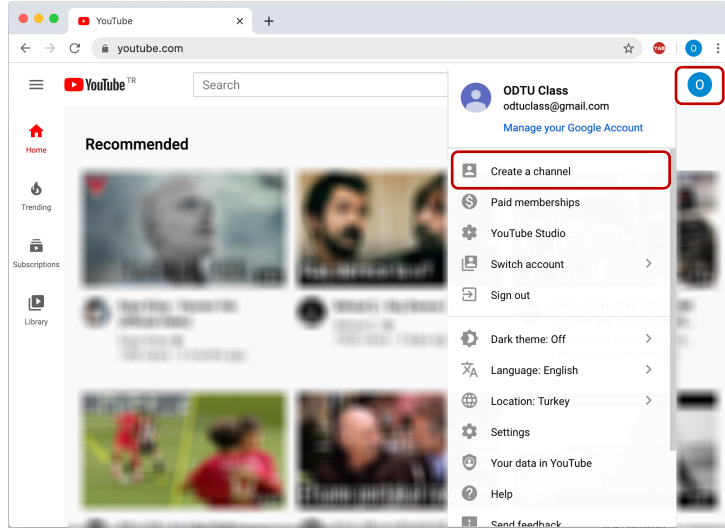 YouTube
youtube.com
YAB
O
YouTube TR
Search
O
ODTU Class
odtuclass@gmail.com
Manage your Google Account
Home
Trending
Subscriptions
Library
Recommended
Create a channel
Paid memberships
YouTube Studio
Switch account
Sign out
Dark theme: Off
Language: English
Location: Turkey
Settings
Your data in YouTube
Help
Send feedback